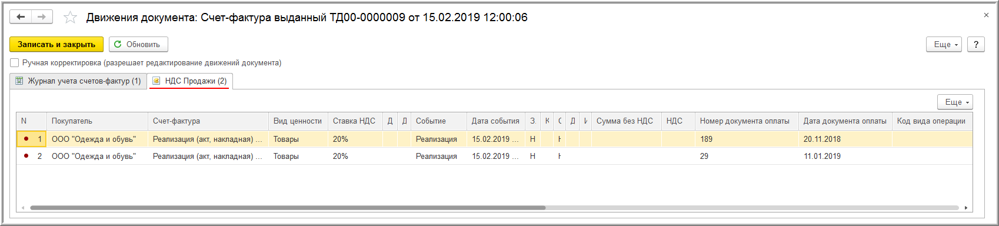 Движения документа: Счет-фактура выданный ТД00-0000009 от 15.02.2019 12:00:06
Записать и закрыть Обновить Еще ?
Ручная корректировка (разрешает редактирование движений документа)
Журнал учета счетов-фактур (1) НДС Продажи (2)
Еще
N Покупатель Счет-фактура Вид ценности Ставка НДС Д Д Событие Дата события З. К Д И Сумма без НДС НДС Номер документа оплаты Дата документа оплаты Код вида операции
1 ООО "Одежда и обувь" Реализация (акт, накладная) ... Товары 20% Реализация 15.02.2019 ... Н 189 20.11.2018
2 ООО "Одежда и обувь" Реализация (акт, накладная) ... Товары 20% Реализация 15.02.2019 ... Н 29 11.01.2019